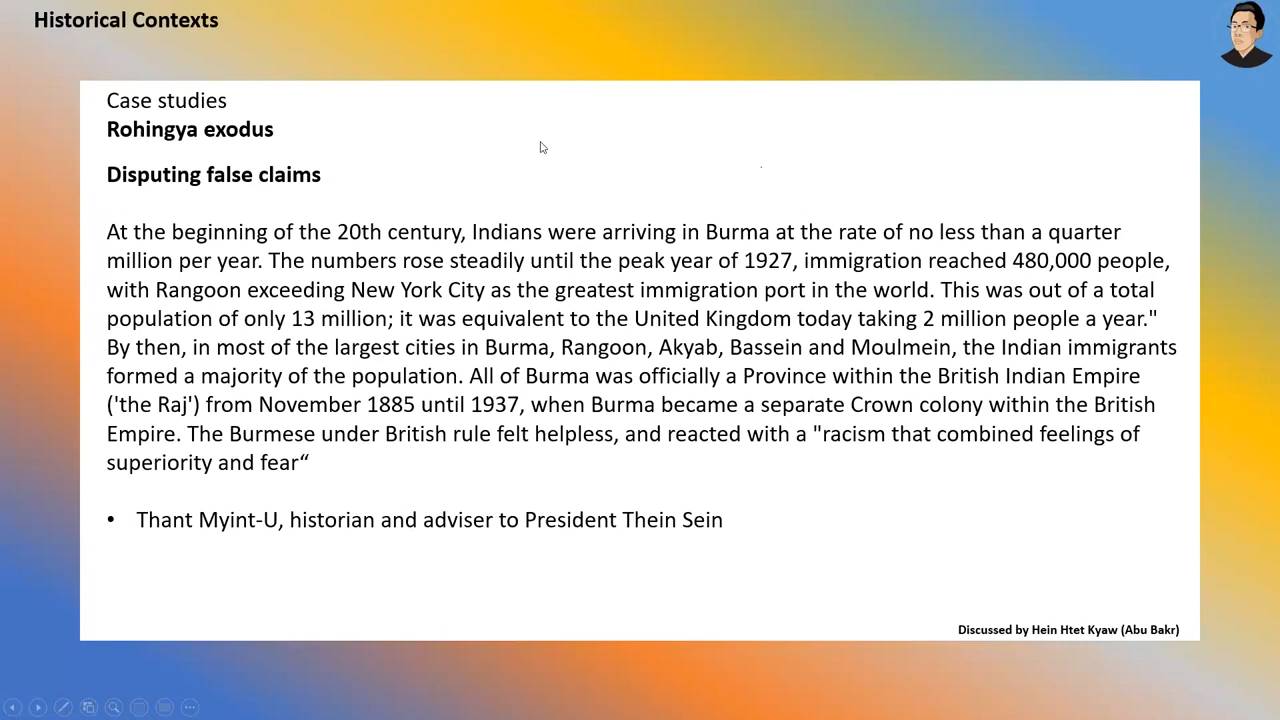 Historical Contexts
Case studies
Rohingya exodus
Disputing false claims
At the beginning of the 20th century, Indians were arriving in Burma at the rate of no less than a quarter
million per year. The numbers rose steadily until the peak year of 1927, immigration reached 480,000 people,
with Rangoon exceeding New York City as the greatest immigration port in the world. This was out of a total
population of only 13 million; it was equivalent to the United Kingdom today taking 2 million people a year."
By then, in most of the largest cities in Burma, Rangoon, Akyab, Bassein and Moulmein, the Indian immigrants
formed a majority of the population. All of Burma was officially a Province within the British Indian Empire
('the Raj') from November 1885 until 1937, when Burma became a separate Crown colony within the British
Empire. The Burmese under British rule felt helpless, and reacted with a "racism that combined feelings of
superiority and fear“
• Thant Myint-U, historian and adviser to President Thein Sein
Discussed by Hein Htet Kyaw (Abu Bakr)